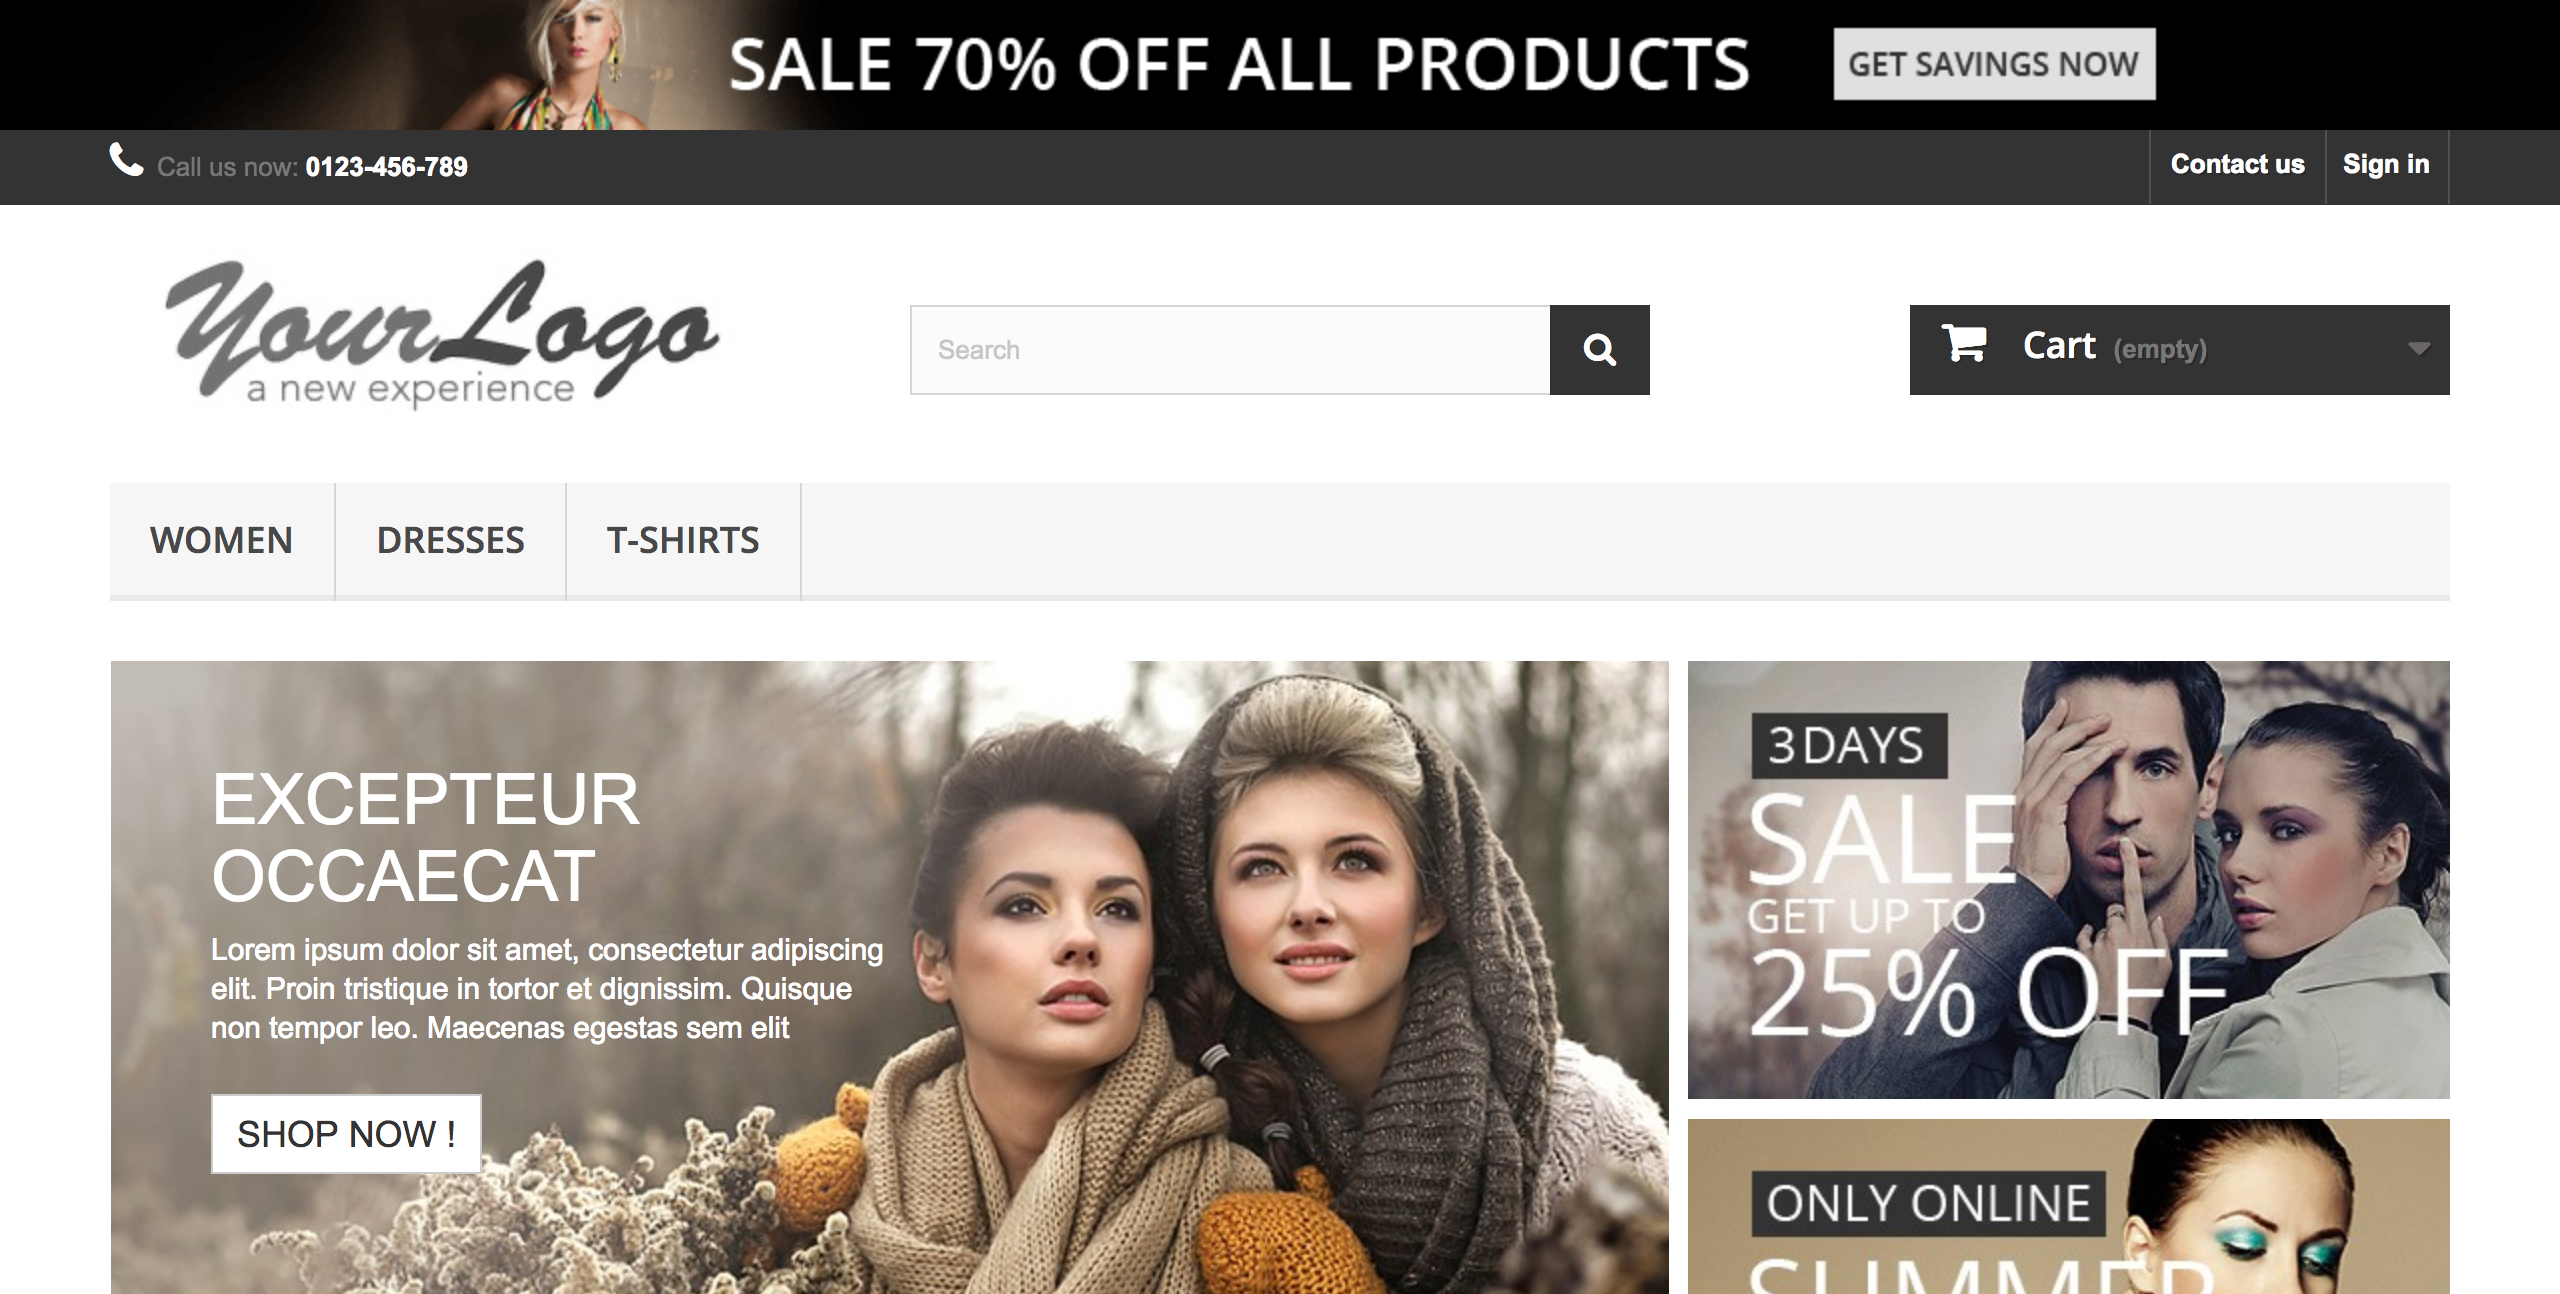 SALE 70% OFF ALL PRODUCTS
GET SAVINGS NOW
Call us now: 0123-456-789
Contact us
Sign in
Your Logo
a new experience
Search
Cart (empty)
WOMEN
DRESSES
T-SHIRTS
EXCEPTEUR
OCCAECAT
Lorem ipsum dolor sit amet, consectetur adipiscing
elit. Proin tristique in tortor et dignissim. Quisque
non tempor leo. Maecenas egestas sem elit
SHOP NOW !
3 DAYS
SALE
GET UP TO
25% OFF
ONLY ONLINE
SUMMER